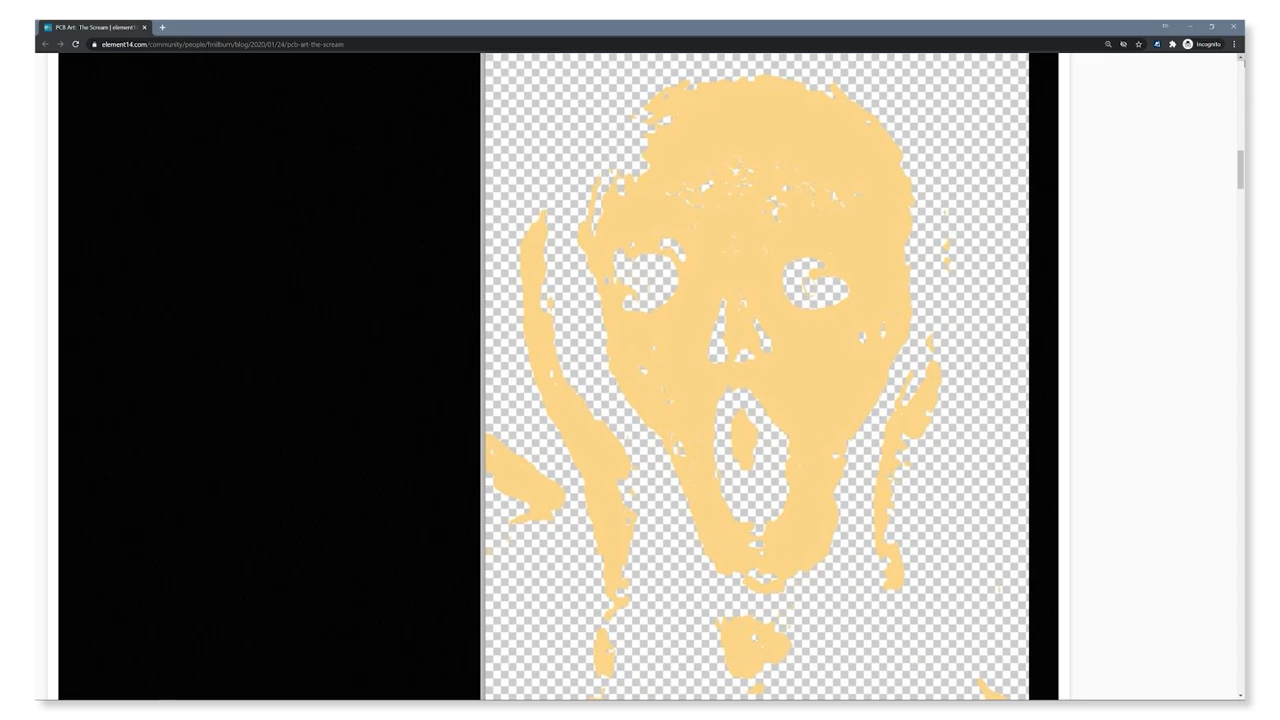 PCB Art: The Scream | element14
element14.com/community/people/fmilburn/blog/2020/01/24/pcb-art-the-scream
Incognito